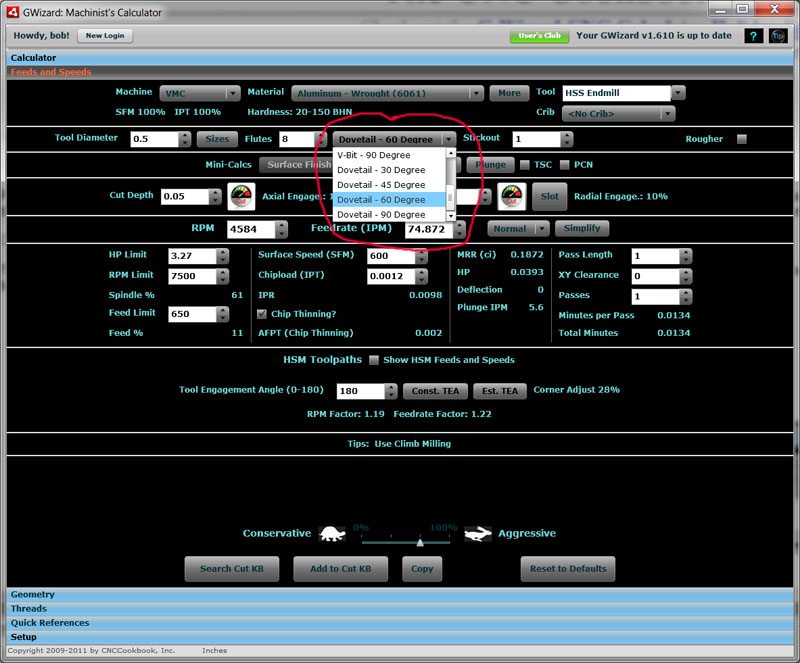 GWizard: Machinist's Calculator
Howdy, bob! New Login User's Club Your GWizard v1.610 is up to date ? Tip
Calculator
Feeds and Speeds
Machine VMC Material Aluminum - Wrought (6061) More Tool HSS Endmill
SFM 100% IPT 100% Hardness: 20-150 BHN Crib <No Crib>
Tool Diameter 0.5 Sizes Flutes 8 Dovetail - 60 Degree Stickout 1 Rougher
V-Bit - 90 Degree
Dovetail - 30 Degree
Dovetail - 45 Degree
Dovetail - 60 Degree
Dovetail - 90 Degree
Mini-Calcs Surface Finish Plunge TSC PCN
Cut Depth 0.05 Cut Axial Engage.: Cut Slot Radial Engage.: 10%
RPM 4584 Feedrate (IPM) 74.872 Normal Simplify
HP Limit 3.27 Surface Speed (SFM) 600 MRR (ci) 0.1872 Pass Length 1
RPM Limit 7500 Chipload (IPT) 0.0012 HP 0.0393 XY Clearance 0
Spindle % 61 IPR 0.0098 Deflection 0 Passes 1
Feed Limit 650 Chip Thinning? Plunge IPM 5.6 Minutes per Pass 0.0134
Feed % 11 AFPT (Chip Thinning) 0.002 Total Minutes 0.0134
HSM Toolpaths Show HSM Feeds and Speeds
Tool Engagement Angle (0-180) 180 Const. TEA Est. TEA Corner Adjust 28%
RPM Factor: 1.19 Feedrate Factor: 1.22
Tips: Use Climb Milling
Conservative 0% 100% Aggressive
Search Cut KB Add to Cut KB Copy Reset to Defaults
Geometry
Threads
Quick References
Setup
Copyright 2009-2011 by CNCCookbook, Inc. Inches